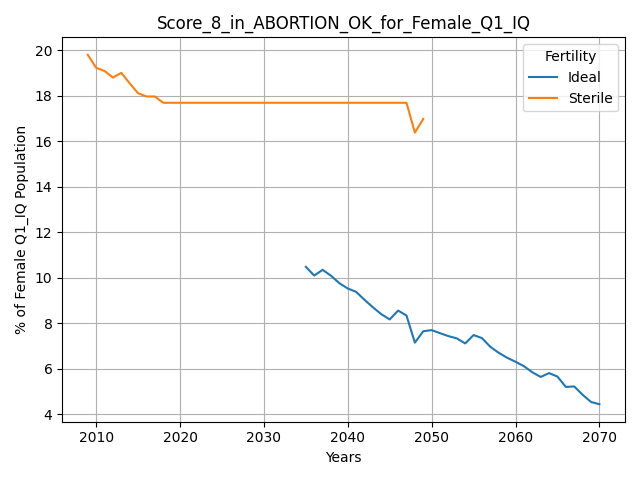 Score_8_in_ABORTION_OK_for_Female_Q1_IQ
% of Female Q1_IQ Population
20
18
16
14
12
10
8
6
4
Fertility
Ideal
Sterile
2010 2020 2030 2040 2050 2060 2070
Years